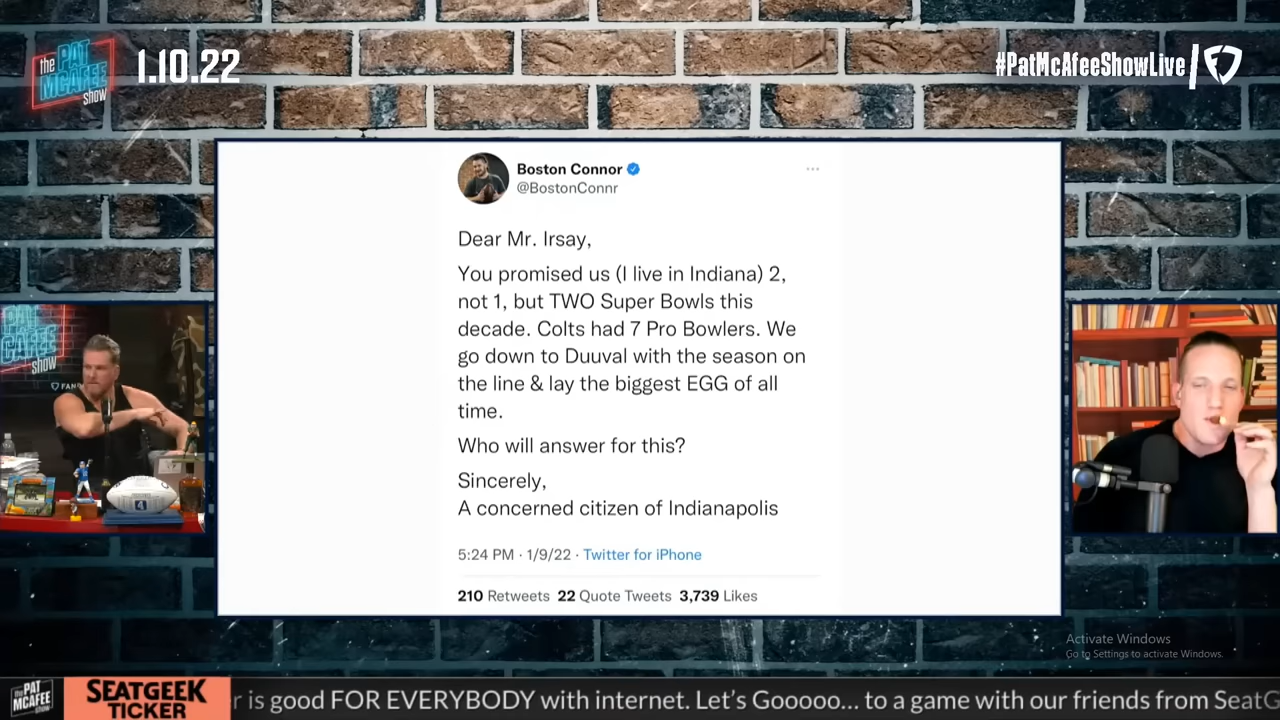 the PAT MCAFEE show
1.10.22
#PatMcAfeeShowLive
Boston Connor
@BostonConnr
Dear Mr. Irsay,
You promised us (I live in Indiana) 2,
not 1, but TWO Super Bowls this
decade. Colts had 7 Pro Bowlers. We
go down to Duuval with the season on
the line & lay the biggest EGG of all
time.
Who will answer for this?
Sincerely,
A concerned citizen of Indianapolis
5:24 PM · 1/9/22 · Twitter for iPhone
210 Retweets 22 Quote Tweets 3,739 Likes
PAT
CAFEE
show
FAN
Activate Windows
Go to Settings to activate Windows.
the PAT MCAFEE show
SEATGEEK
TICKER
r is good FOR EVERYBODY with internet. Let's Gooooo... to a game with our friends from SeatG